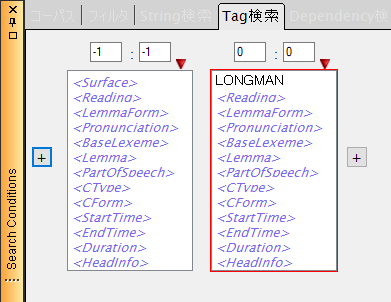 コーパス フィルタ String検索 Tag検索 Dependency検
-1 : -1 0 : 0
<Surface> LONGMAN
<Reading> <Reading>
<LemmaForm> <LemmaForm>
<Pronunciation> <Pronunciation>
<BaseLexeme> <BaseLexeme>
<Lemma> <Lemma>
+ <PartOfSpeech> <PartOfSpeech> +
<CType> <CType>
<CForm> <CForm>
<StartTime> <StartTime>
<EndTime> <EndTime>
<Duration> <Duration>
<HeadInfo> <HeadInfo>
Search Conditions